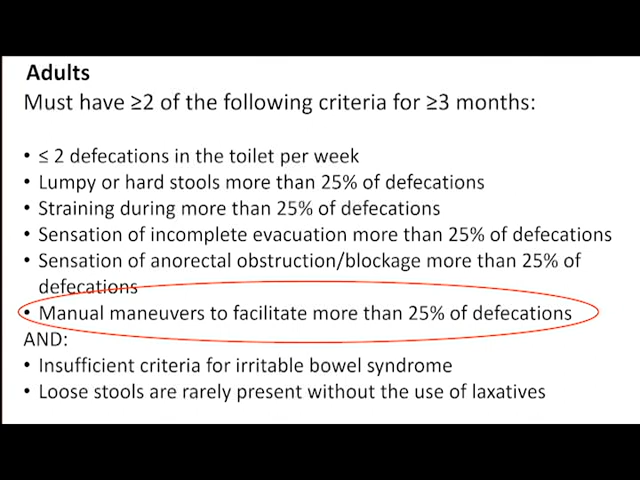 Adults
Must have ≥2 of the following criteria for ≥3 months:
• ≤ 2 defecations in the toilet per week
• Lumpy or hard stools more than 25% of defecations
• Straining during more than 25% of defecations
• Sensation of incomplete evacuation more than 25% of defecations
• Sensation of anorectal obstruction/blockage more than 25% of
defecations
• Manual maneuvers to facilitate more than 25% of defecations
AND:
• Insufficient criteria for irritable bowel syndrome
• Loose stools are rarely present without the use of laxatives